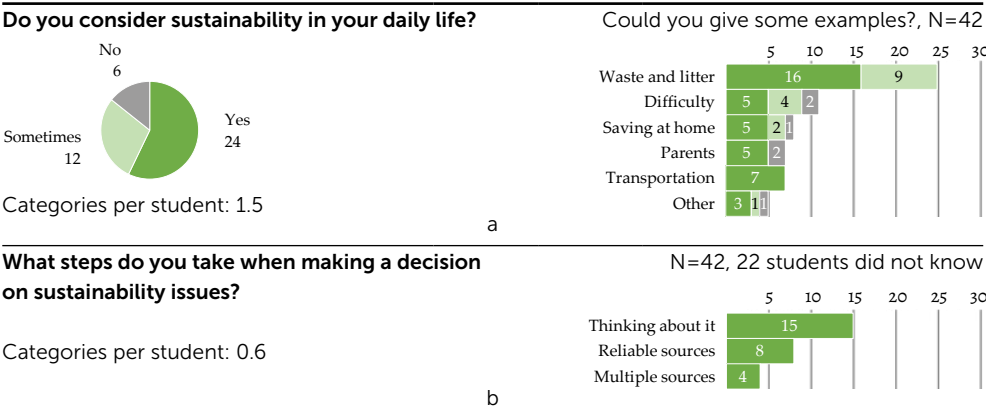 Do you consider sustainability in your daily life?
Could you give some examples?, N=42
No
6
Yes
24
Sometimes
12
Categories per student: 1.5
5 10 15 20 25 30
Waste and litter 16 9
Difficulty 5 4 2
Saving at home 5 2 1
Parents 5 2
Transportation 7
Other 3 1 1
a
What steps do you take when making a decision
on sustainability issues?
N=42, 22 students did not know
Categories per student: 0.6
5 10 15 20 25 30
Thinking about it 15
Reliable sources 8
Multiple sources 4
b